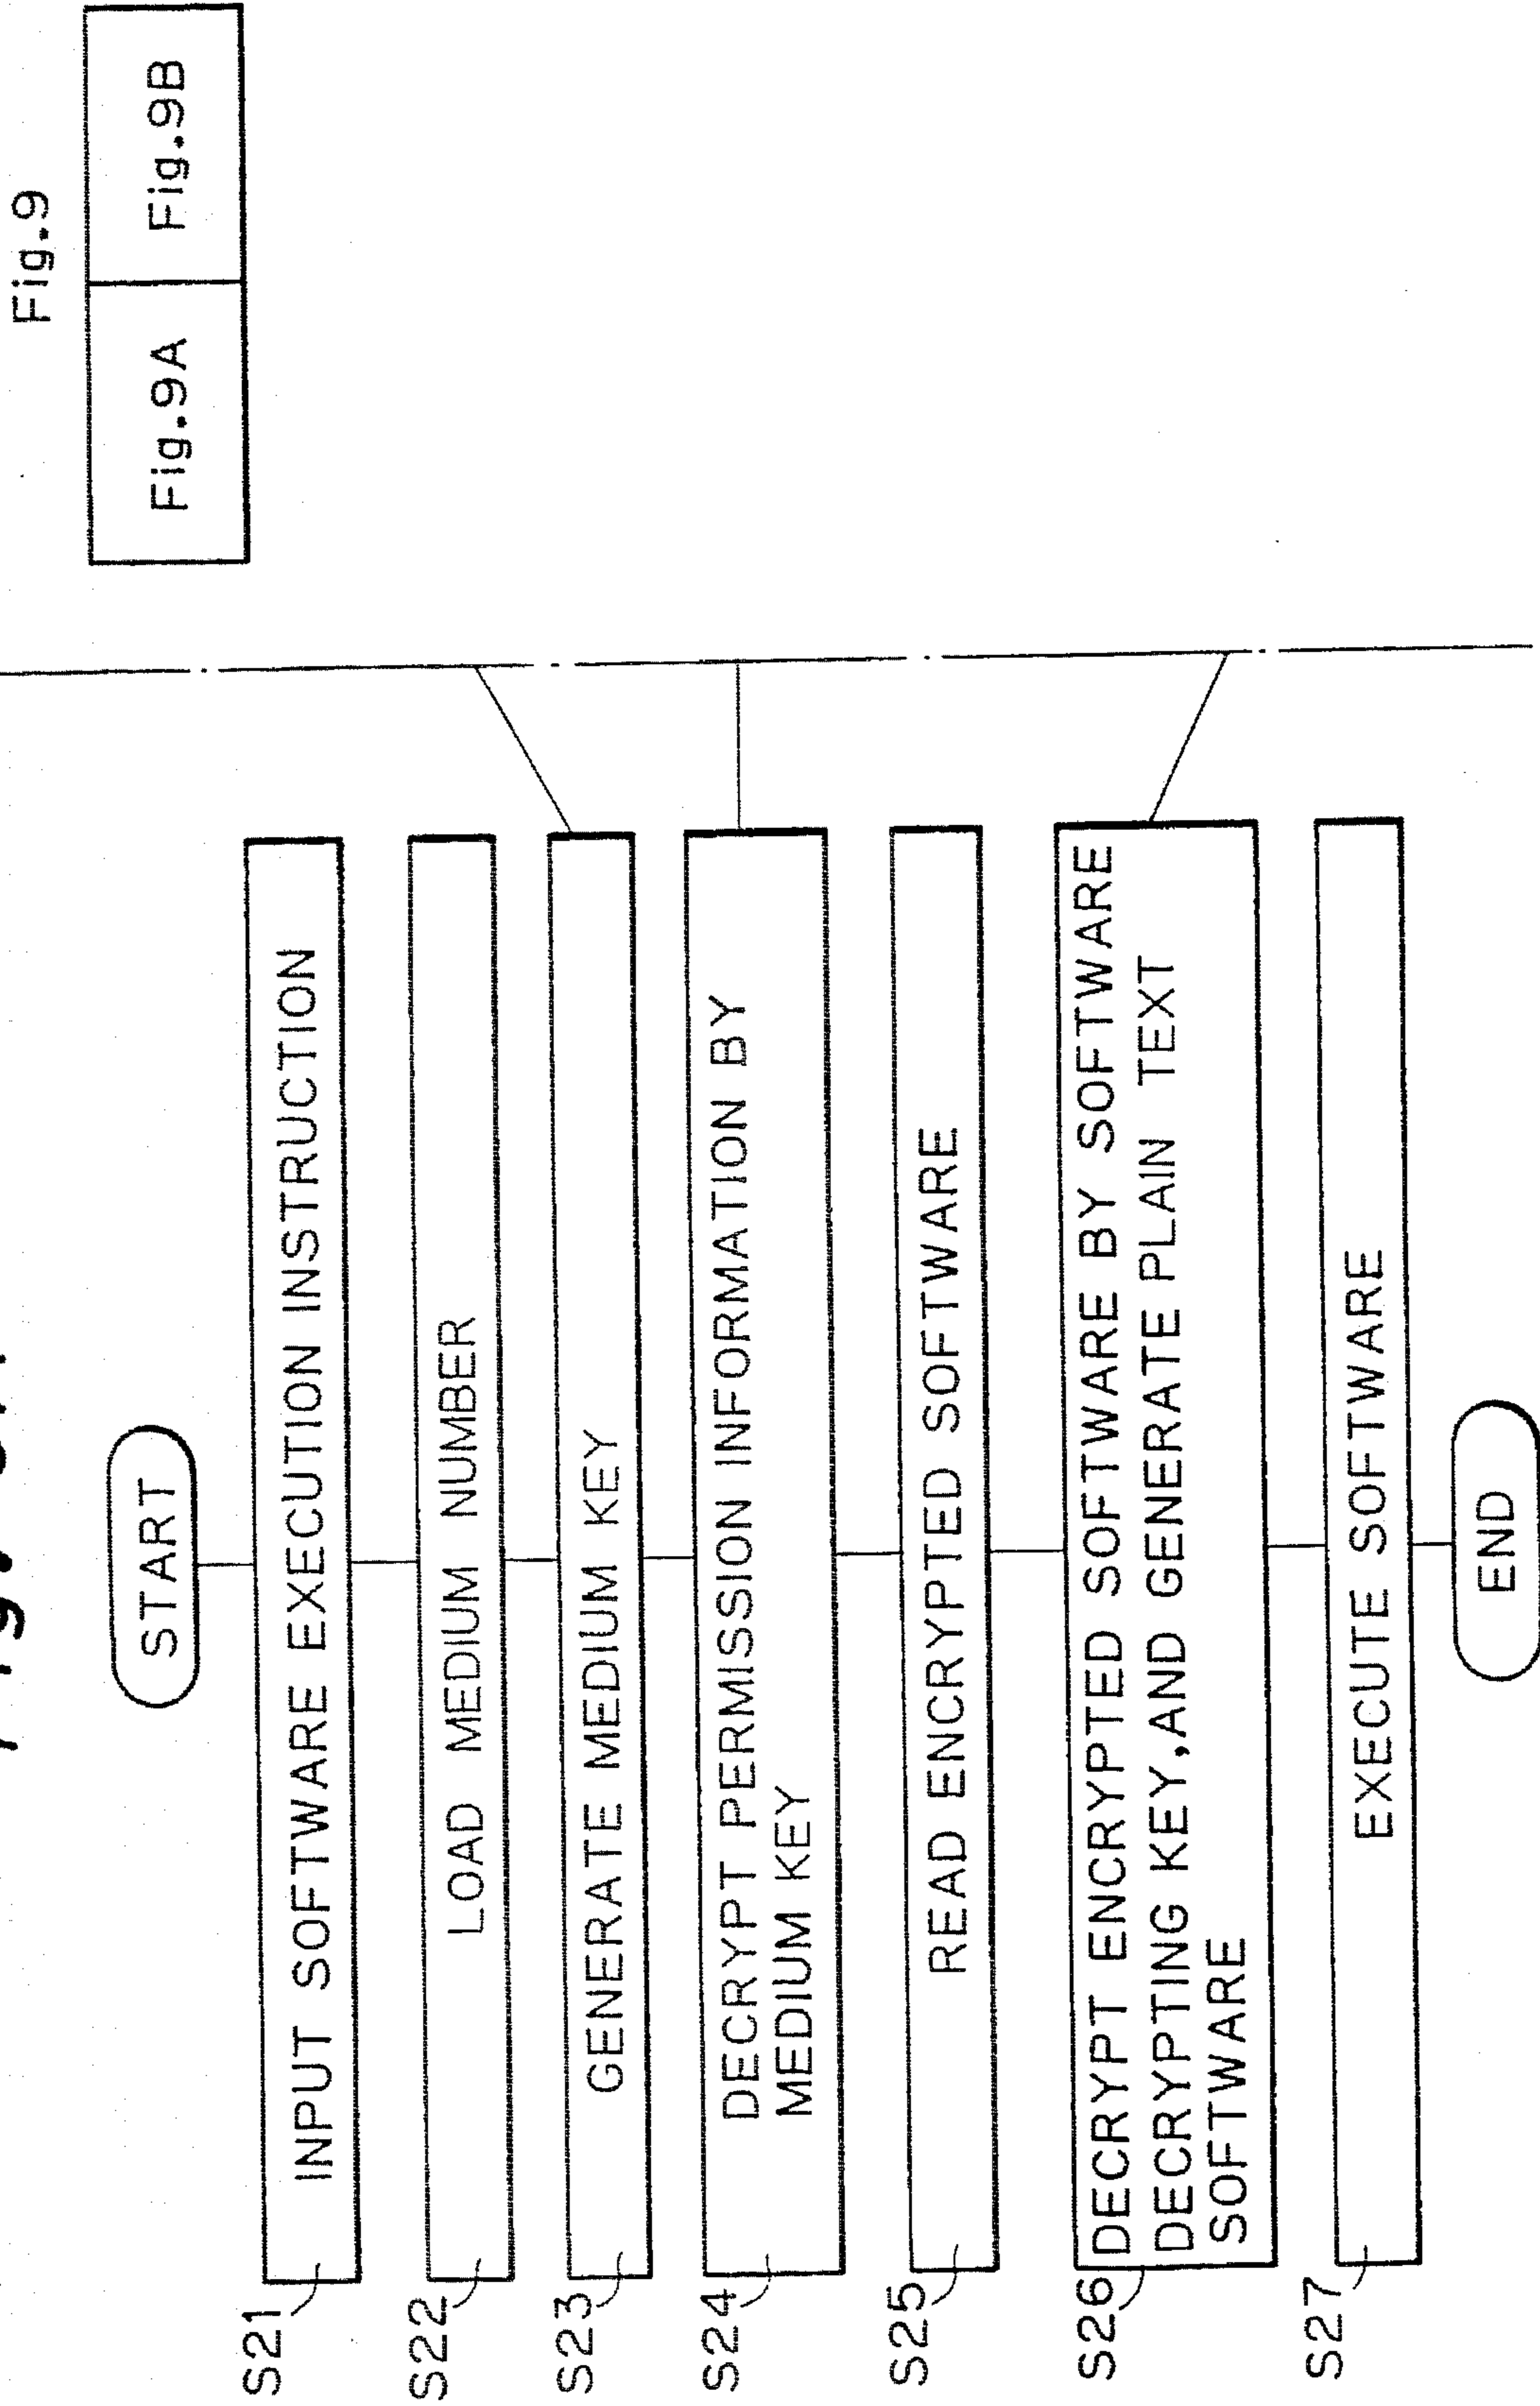 Fig.9
Fig.9A
Fig.9B
START
S21
INPUT SOFTWARE EXECUTION INSTRUCTION
S22
LOAD MEDIUM NUMBER
S23
GENERATE MEDIUM KEY
S24
DECRYPT PERMISSION INFORMATION BY
MEDIUM KEY
S25
READ ENCRYPTED SOFTWARE
S26
DECRYPT ENCRYPTED SOFTWARE BY SOFTWARE
DECRYPTING KEY,AND GENERATE PLAIN TEXT
SOFTWARE
S27
EXECUTE SOFTWARE
END